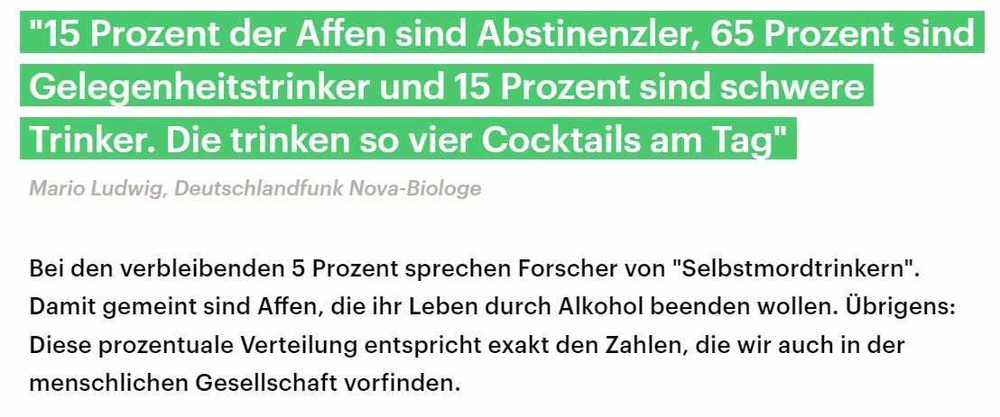 "15 Prozent der Affen sind Abstinenzler, 65 Prozent sind
Gelegenheitstrinker und 15 Prozent sind schwere
Trinker. Die trinken so vier Cocktails am Tag"
Mario Ludwig, Deutschlandfunk Nova-Biologe
Bei den verbleibenden 5 Prozent sprechen Forscher von "Selbstmordtrinkern".
Damit gemeint sind Affen, die ihr Leben durch Alkohol beenden wollen. Übrigens:
Diese prozentuale Verteilung entspricht exakt den Zahlen, die wir auch in der
menschlichen Gesellschaft vorfinden.